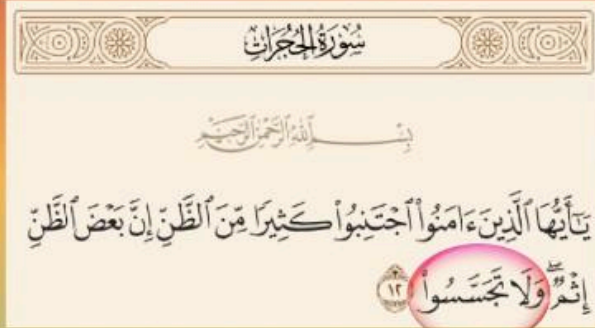 سُورَةُ الحُجُرَاتِ
بِسْمِ ٱللَّهِ ٱلرَّحْمَٰنِ ٱلرَّحِيمِ
يَـٰٓأَيُّهَا ٱلَّذِينَ ءَامَنُوا۟ ٱجْتَنِبُوا۟ كَثِيرًا مِّنَ ٱلظَّنِّ إِنَّ بَعْضَ ٱلظَّنِّ
إِثْمٌ ۖ وَلَا تَجَسَّسُوا۟ ١٢